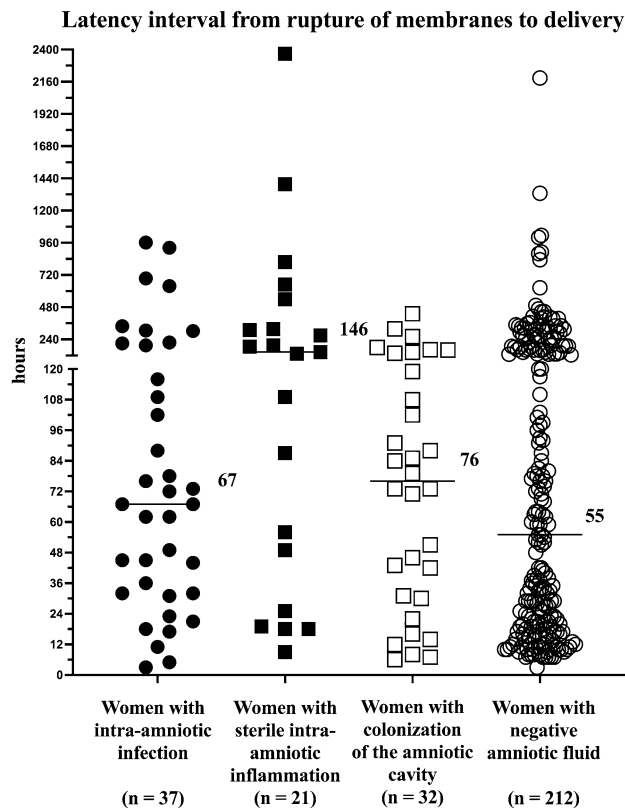 Latency interval from rupture of membranes to delivery
2400
2160
1920
1680
1440
1200
960
720
480
240
120
108
96
84
72
60
48
36
24
12
0
hours
67
146
76
55
Women with
intra-amniotic
infection
(n = 37)
Women with
sterile intra-
amniotic
inflammation
(n = 21)
Women with
colonization
of the amniotic
cavity
(n = 32)
Women with
negative
amniotic fluid
(n = 212)